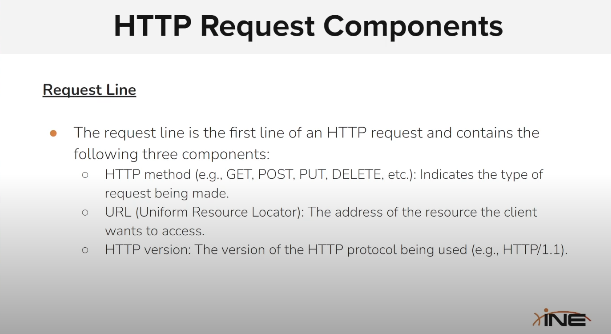 HTTP Request Components
Request Line
● The request line is the first line of an HTTP request and contains the
following three components:
○ HTTP method (e.g., GET, POST, PUT, DELETE, etc.): Indicates the type of
request being made.
○ URL (Uniform Resource Locator): The address of the resource the client
wants to access.
○ HTTP version: The version of the HTTP protocol being used (e.g., HTTP/1.1).
INE